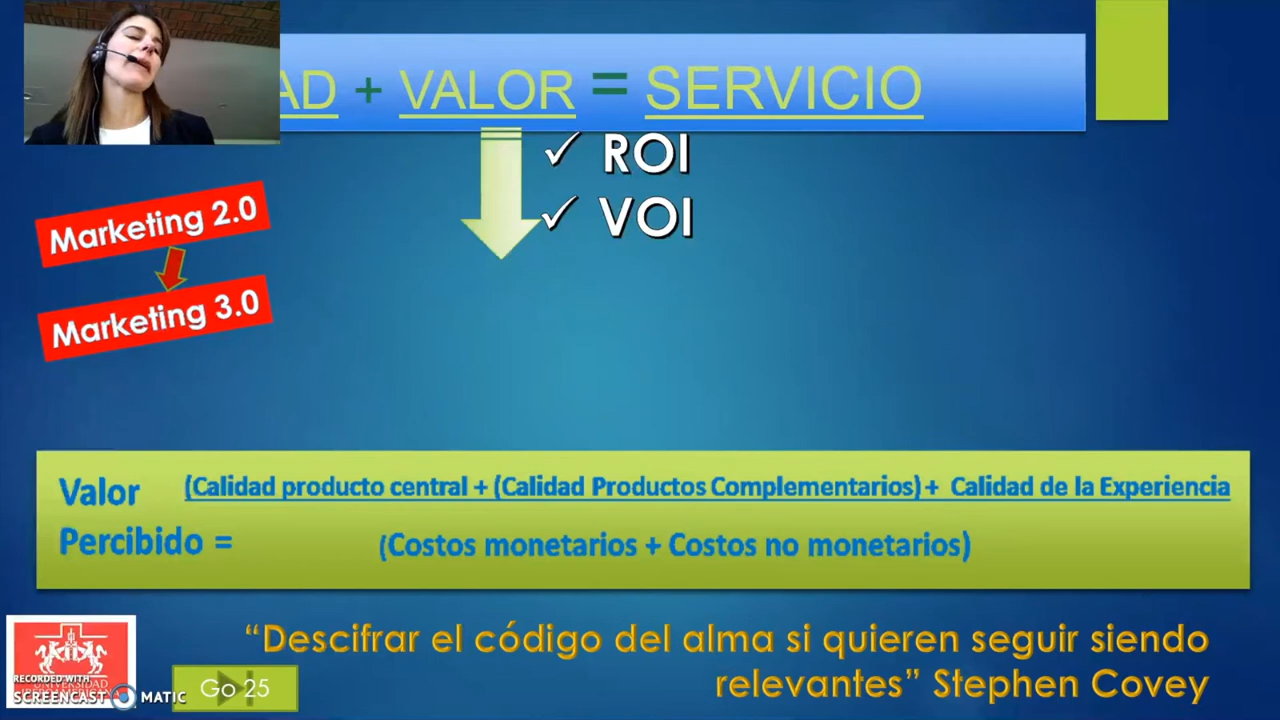 AD + VALOR = SERVICIO
✓ ROI
✓ VOI
Marketing 2.0
Marketing 3.0
Valor Percibido = (Calidad producto central + (Calidad Productos Complementarios) + Calidad de la Experiencia
(Costos monetarios + Costos no monetarios)
“Descifrar el código del alma si quieren seguir siendo
relevantes” Stephen Covey
Go 25
RECORDED WITH
SCREENCAST MATIC